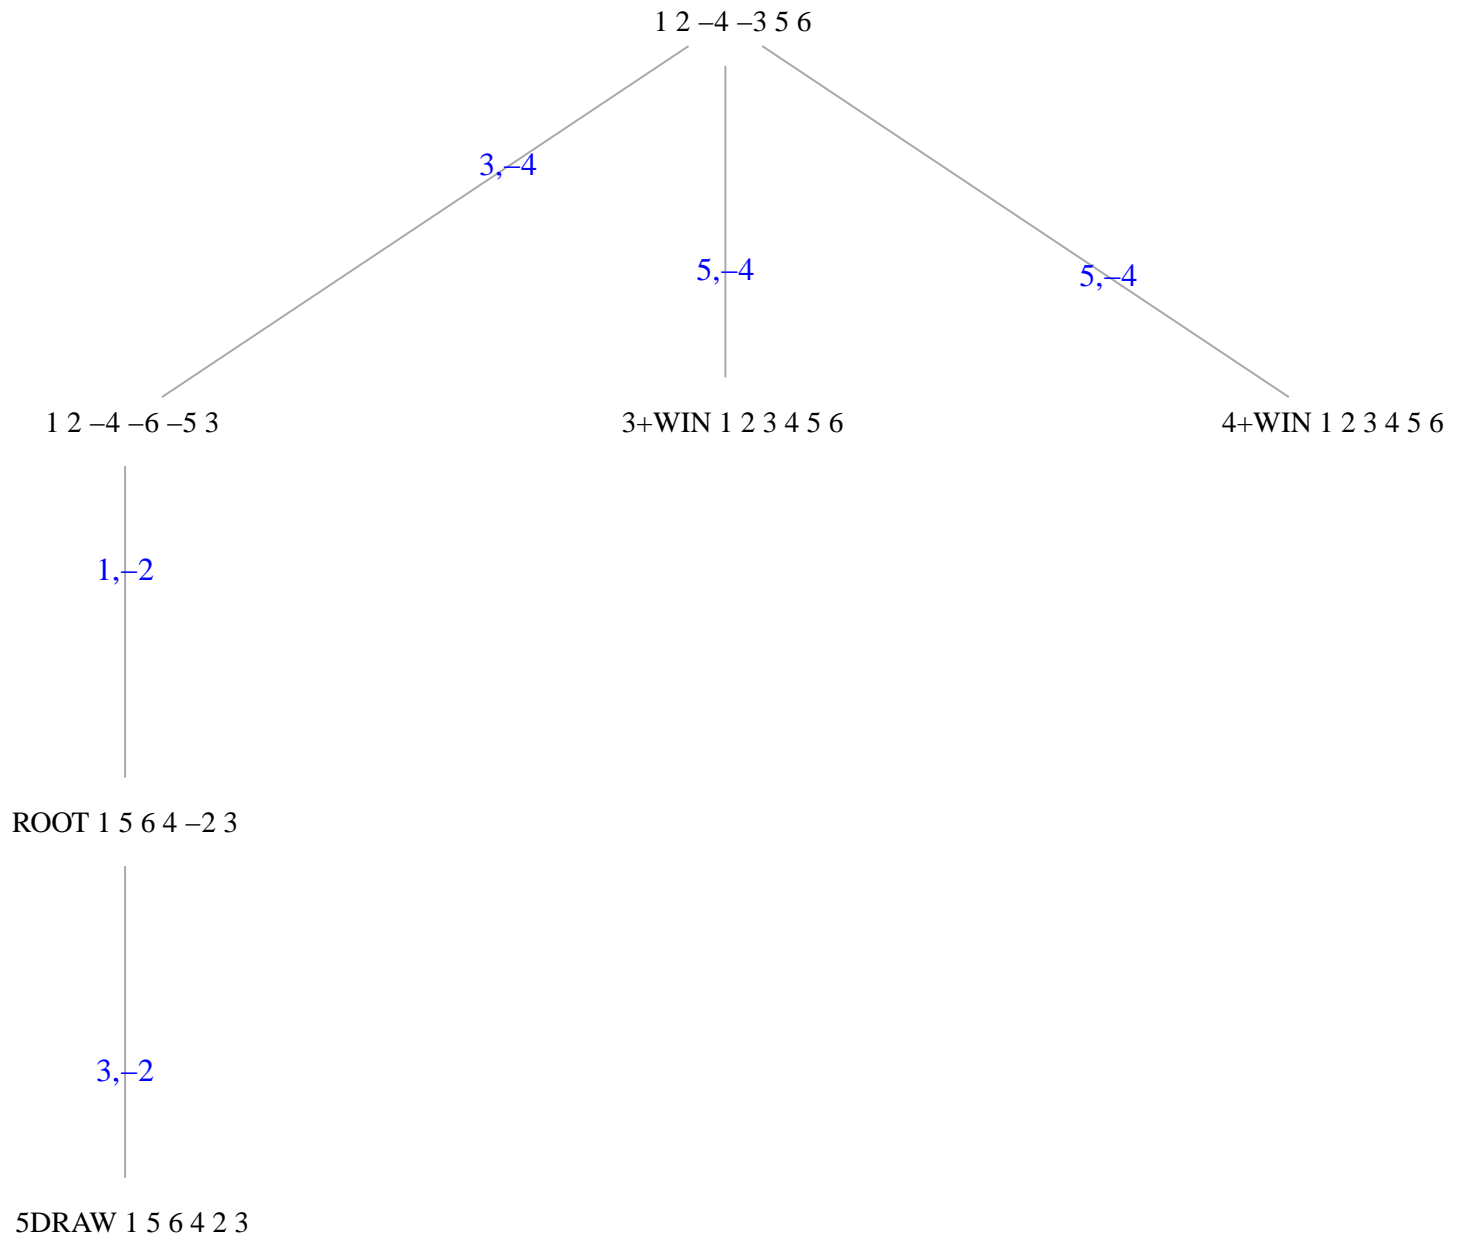 1 2 –4 –3 5 6
3,–4
5,–4
5,–4
1 2 –4 –6 –5 3
3+WIN 1 2 3 4 5 6
4+WIN 1 2 3 4 5 6
1,–2
ROOT 1 5 6 4 –2 3
3,–2
5DRAW 1 5 6 4 2 3